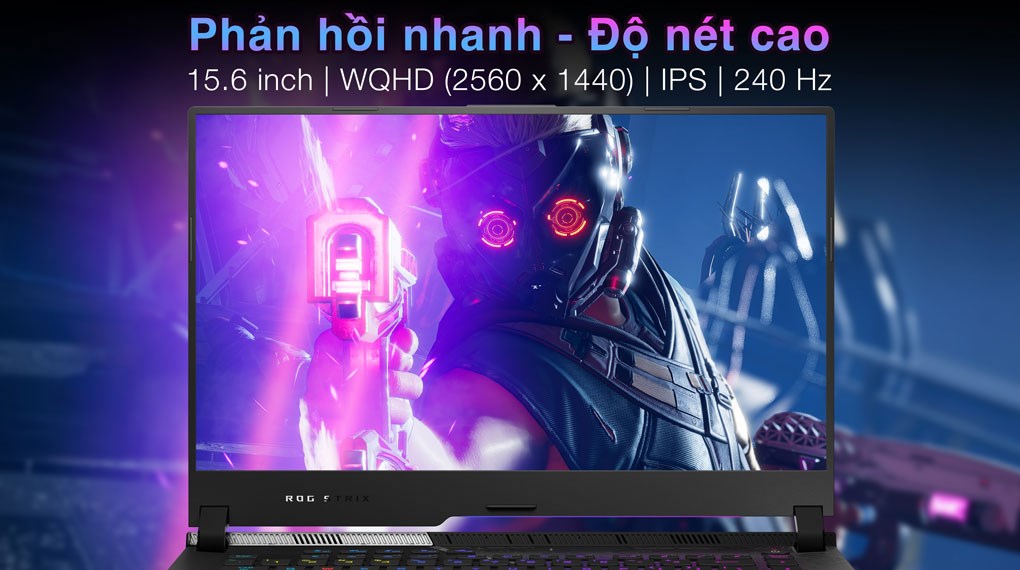 Phản hồi nhanh - Độ nét cao
15.6 inch | WQHD (2560 x 1440) | IPS | 240 Hz
ROG STRIX